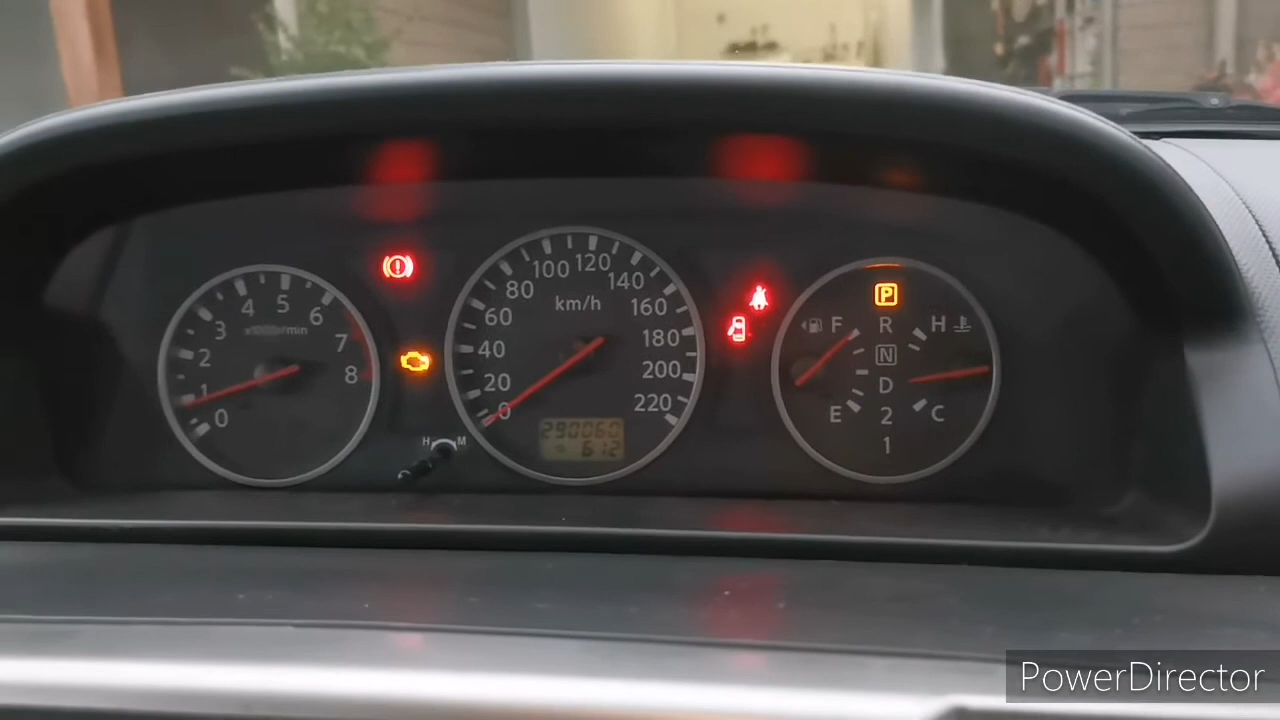 0 1 2 3 4 5 6 7 8
x1000r/min
0 20 40 60 80 100 120 140 160 180 200 220
km/h
290060
612
H M
P
R
N
D
2
1
F
E
H
C
PowerDirector